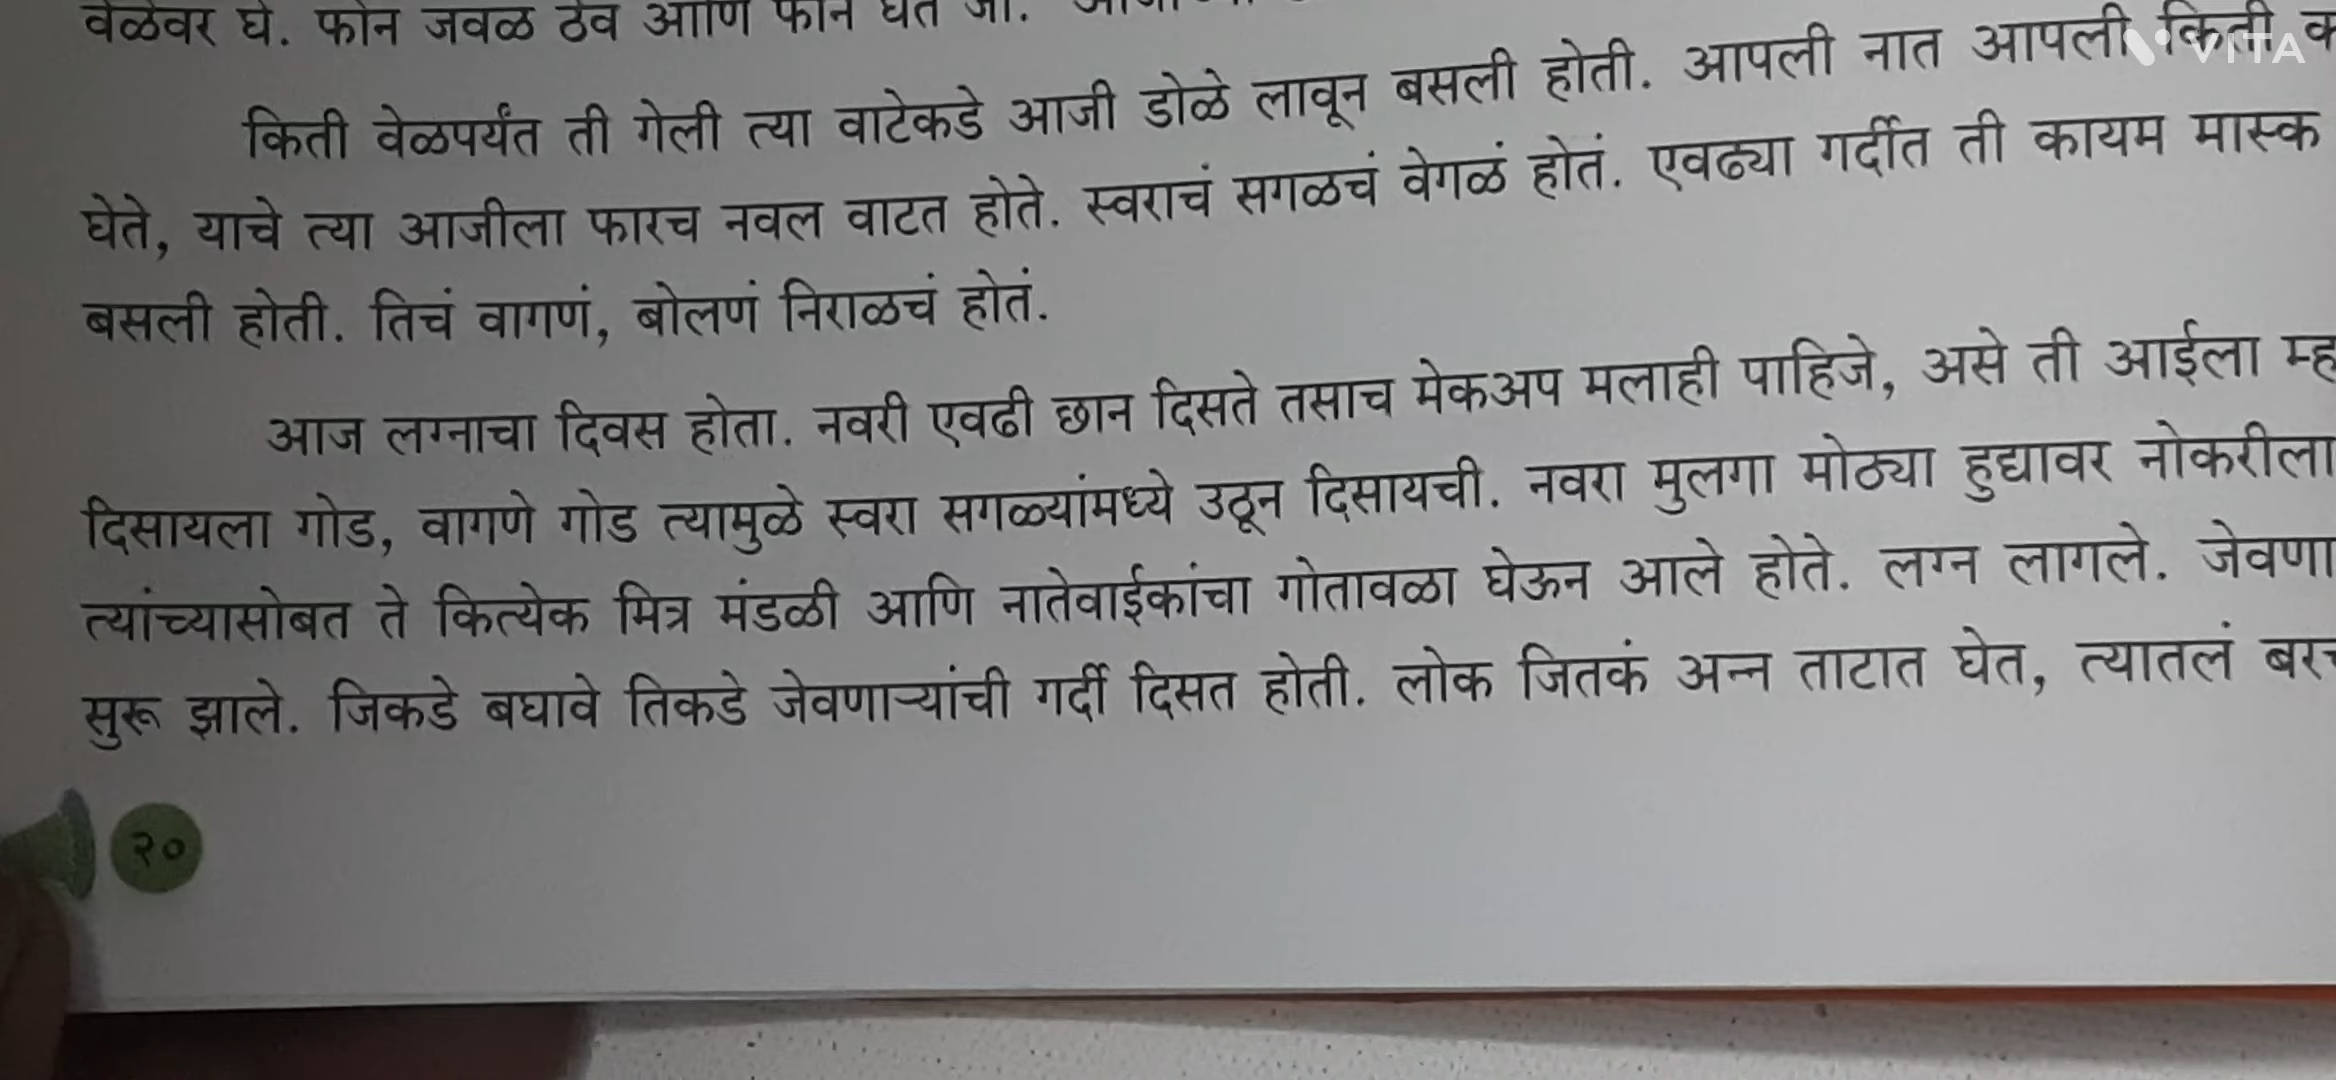 वेळेवर घे. फोन जवळ ठेव आणि फोन घेत जा.
किती वेळपर्यंत ती गेली त्या वाटेकडे आजी डोळे लावून बसली होती. आपली नात आपली किती
घेते, याचे त्या आजीला फारच नवल वाटत होते. स्वराचं सगळचं वेगळं होतं. एवढ्या गर्दीत ती कायम मास्क
बसली होती. तिचं वागणं, बोलणं निराळचं होतं.
आज लग्नाचा दिवस होता. नवरी एवढी छान दिसते तसाच मेकअप मलाही पाहिजे, असे ती आईला
दिसायला गोड, वागणे गोड त्यामुळे स्वरा सगळ्यांमध्ये उठून दिसायची. नवरा मुलगा मोठ्या हुद्यावर नोकरीला
त्यांच्यासोबत ते कित्येक मित्र मंडळी आणि नातेवाईकांचा गोतावळा घेऊन आले होते. लग्न लागले.
सुरू झाले. जिकडे बघावे तिकडे जेवणाऱ्यांची गर्दी दिसत होती. लोक जितकं अन्न ताटात घेत, त्यातलं
२०
VITA